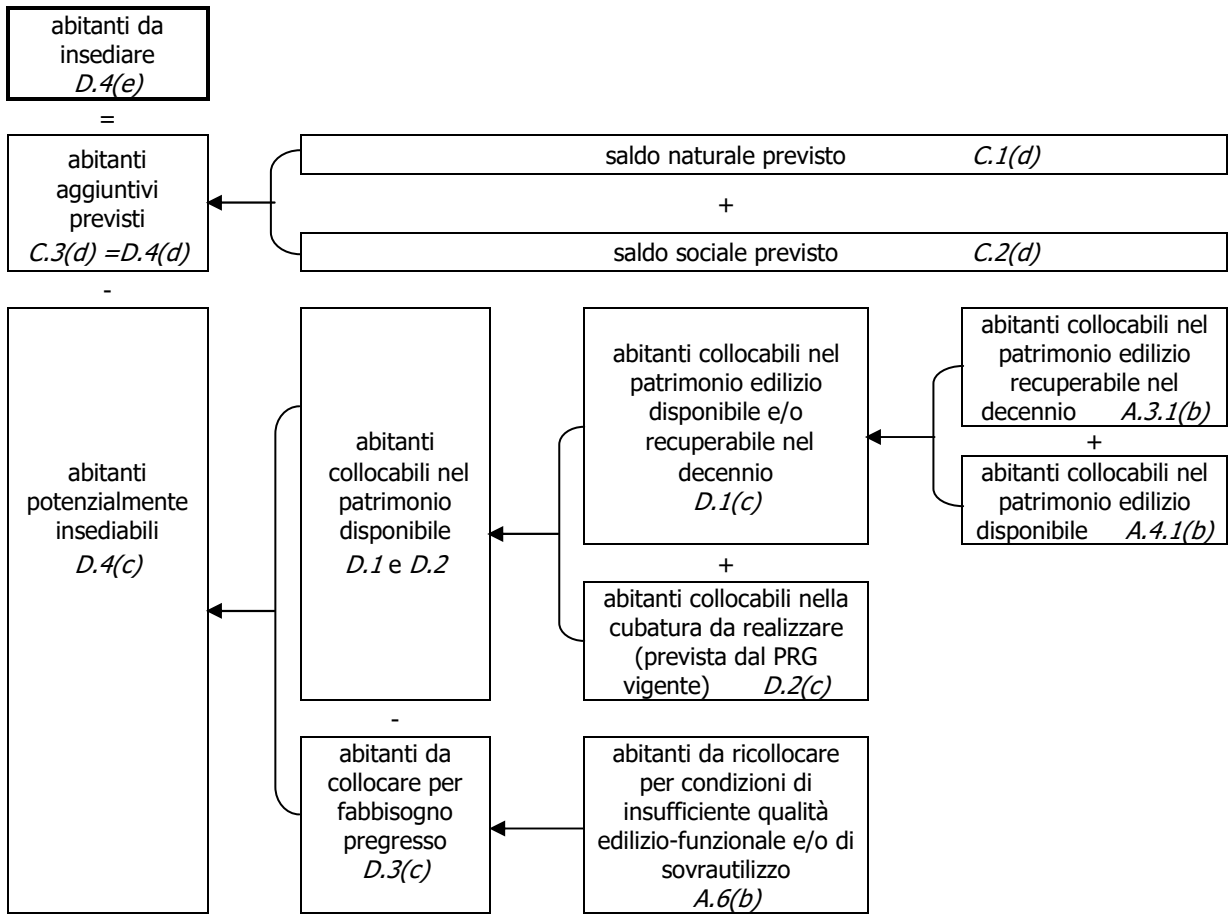 abitanti da
insediare
D.4(e)
=
abitanti
aggiuntivi
previsti
C.3(d) =D.4(d)
saldo naturale previsto C.1(d)
+
saldo sociale previsto C.2(d)
-
abitanti
potenzialmente
insediabili
D.4(c)
abitanti
collocabili nel
patrimonio
disponibile
D.1 e D.2
abitanti collocabili nel
patrimonio edilizio
disponibile e/o
recuperabile nel
decennio
D.1(c)
abitanti collocabili nel
patrimonio edilizio
recuperabile nel
decennio A.3.1(b)
+
abitanti collocabili nel
patrimonio edilizio
disponibile A.4.1(b)
+
abitanti collocabili nella
cubatura da realizzare
(prevista dal PRG
vigente) D.2(c)
-
abitanti da
collocare per
fabbisogno
pregresso
D.3(c)
abitanti da ricollocare
per condizioni di
insufficiente qualità
edilizio-funzionale e/o di
sovrautilizzo
A.6(b)